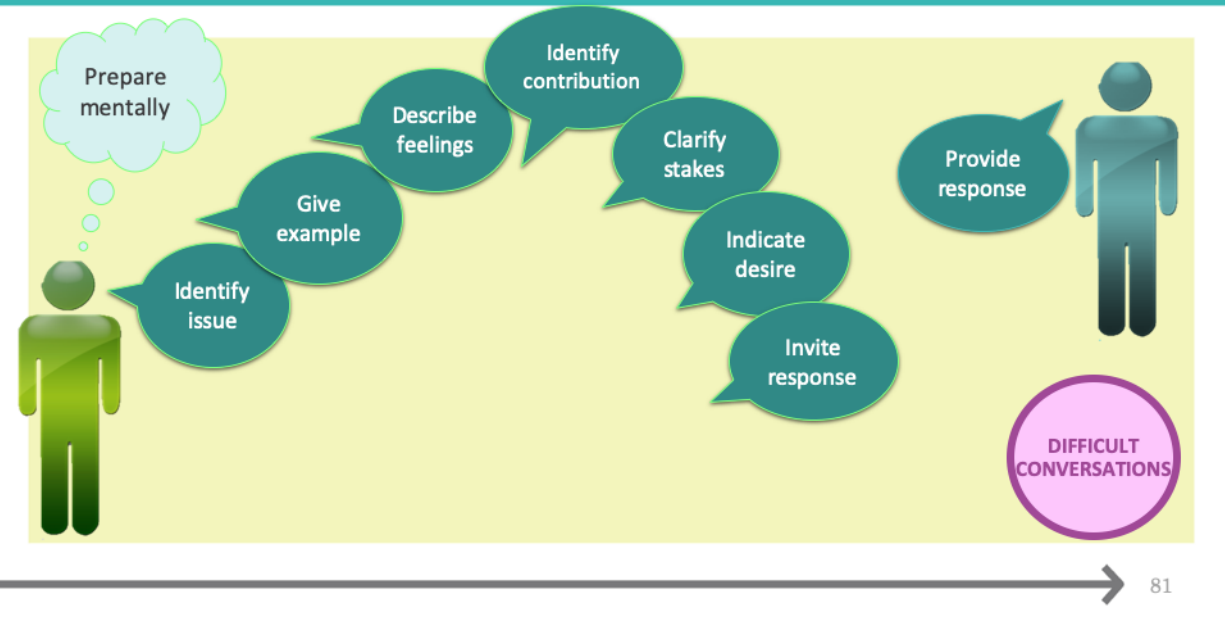 Prepare
mentally
Identify
issue
Give
example
Describe
feelings
Identify
contribution
Clarify
stakes
Indicate
desire
Invite
response
Provide
response
DIFFICULT
CONVERSATIONS
81